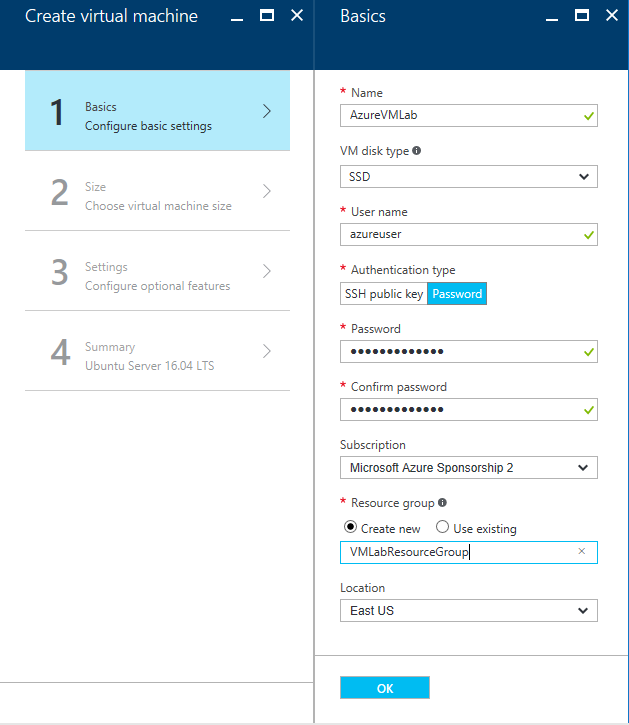 Create virtual machine
1
Basics
Configure basic settings
2
Size
Choose virtual machine size
3
Settings
Configure optional features
4
Summary
Ubuntu Server 16.04 LTS
Basics
* Name
AzureVMLab
VM disk type
SSD
* User name
azureuser
* Authentication type
SSH public key Password
* Password
•••••••••••••
* Confirm password
•••••••••••••
Subscription
Microsoft Azure Sponsorship 2
* Resource group
Create new Use existing
VMLabResourceGroup
Location
East US
OK